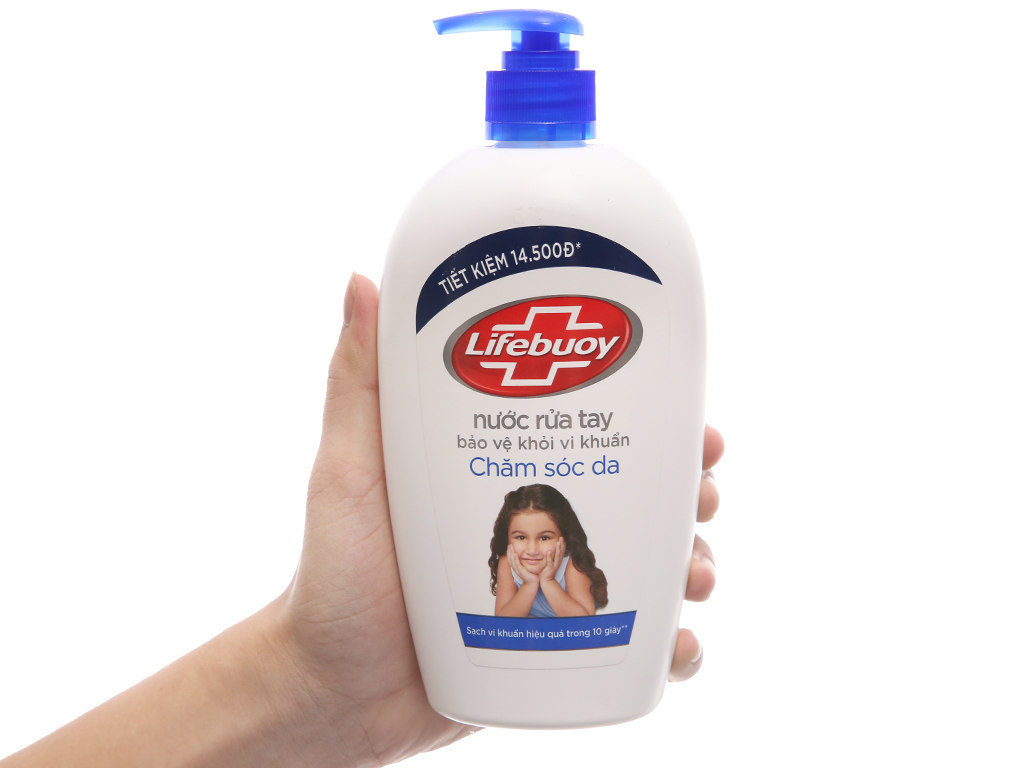 TIẾT KIỆM 14.500Đ*
Lifebuoy
nước rửa tay
bảo vệ khỏi vi khuẩn
Chăm sóc da
Sạch vi khuẩn hiệu quả trong 10 giây**